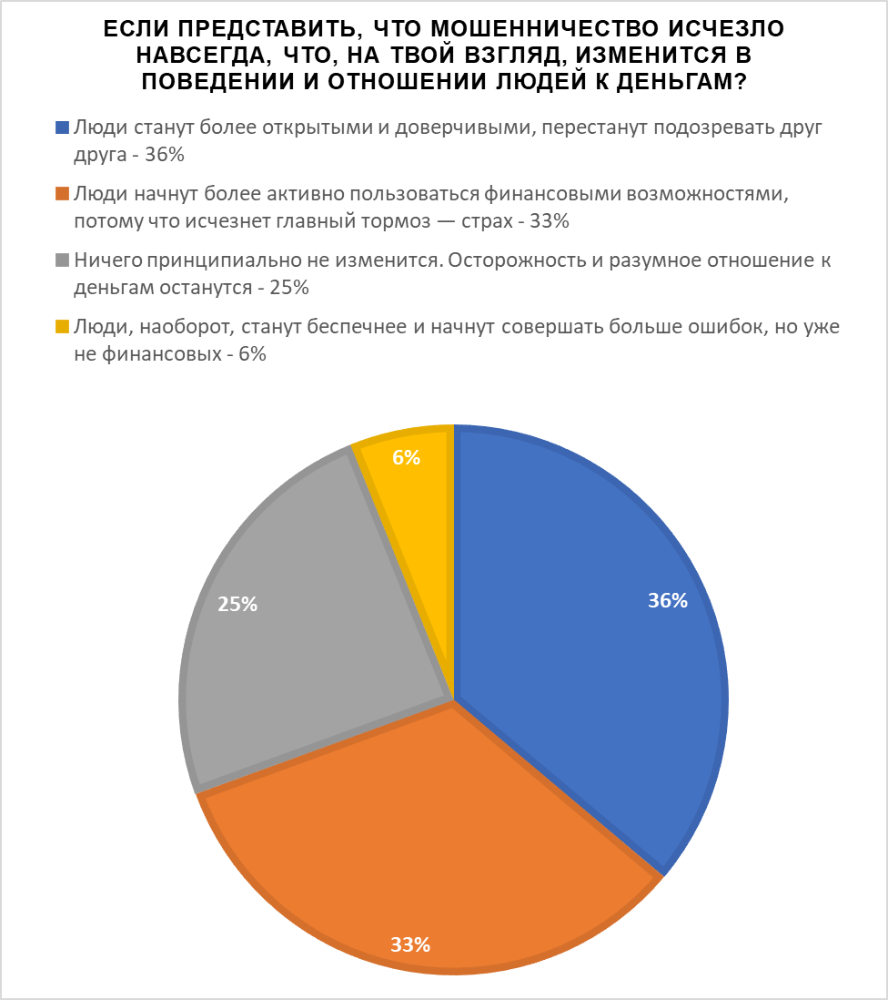 ЕСЛИ ПРЕДСТАВИТЬ, ЧТО МОШЕННИЧЕСТВО ИСЧЕЗЛО
НАВСЕГДА, ЧТО, НА ТВОЙ ВЗГЛЯД, ИЗМЕНИТСЯ В
ПОВЕДЕНИИ И ОТНОШЕНИИ ЛЮДЕЙ К ДЕНЬГАМ?
Люди станут более открытыми и доверчивыми, перестанут подозревать друг
друга - 36%
Люди начнут более активно пользоваться финансовыми возможностями,
потому что исчезнет главный тормоз — страх - 33%
Ничего принципиально не изменится. Осторожность и разумное отношение к
деньгам останутся - 25%
Люди, наоборот, станут беспечнее и начнут совершать больше ошибок, но уже
не финансовых - 6%
6%
36%
25%
33%